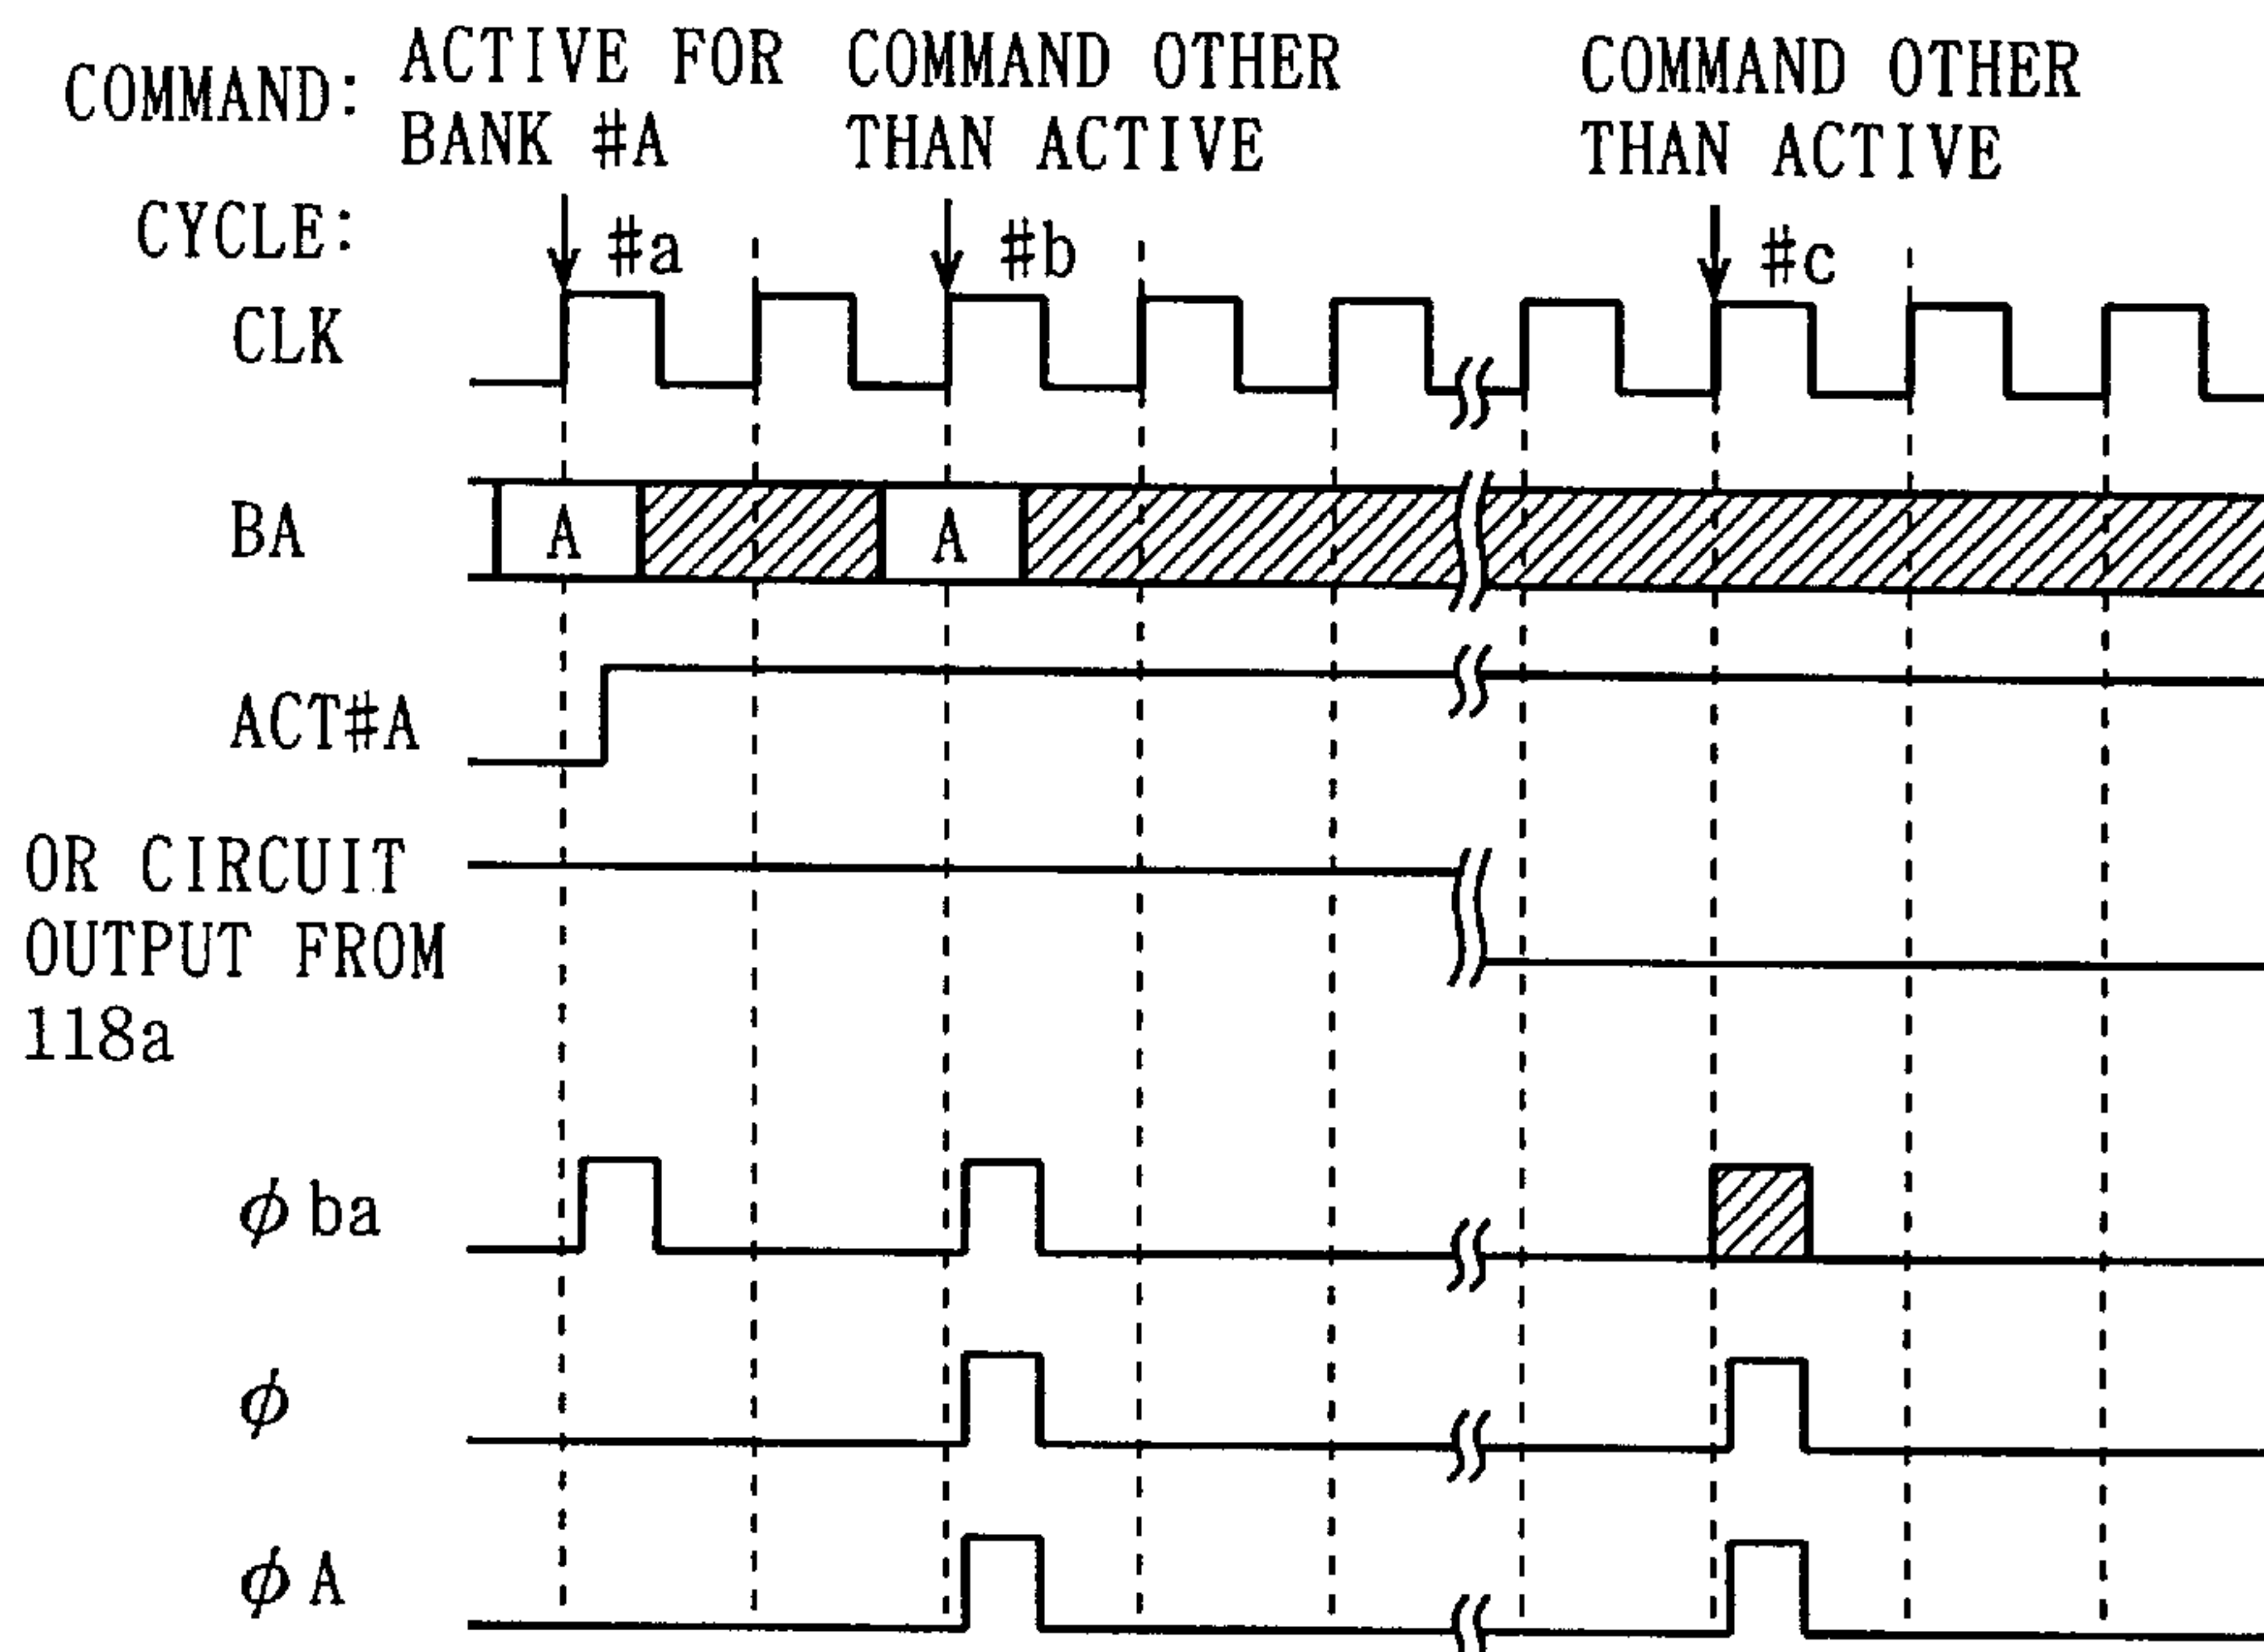 COMMAND: ACTIVE FOR BANK #A COMMAND OTHER THAN ACTIVE COMMAND OTHER THAN ACTIVE
CYCLE: #a #b #c
CLK
BA A A
ACT#A
OR CIRCUIT
OUTPUT FROM
118a
φba
φ
φA